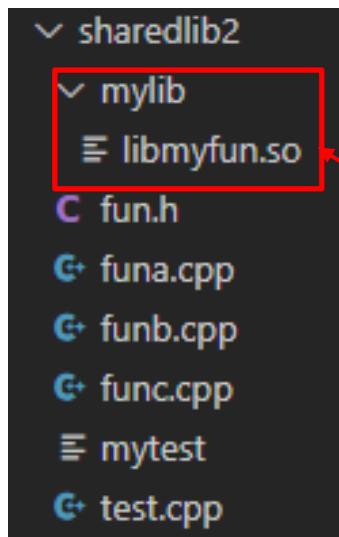 sharedlib2
mylib
libmyfun.so
C fun.h
G+ funa.cpp
G+ funb.cpp
G+ func.cpp
mytest
G+ test.cpp